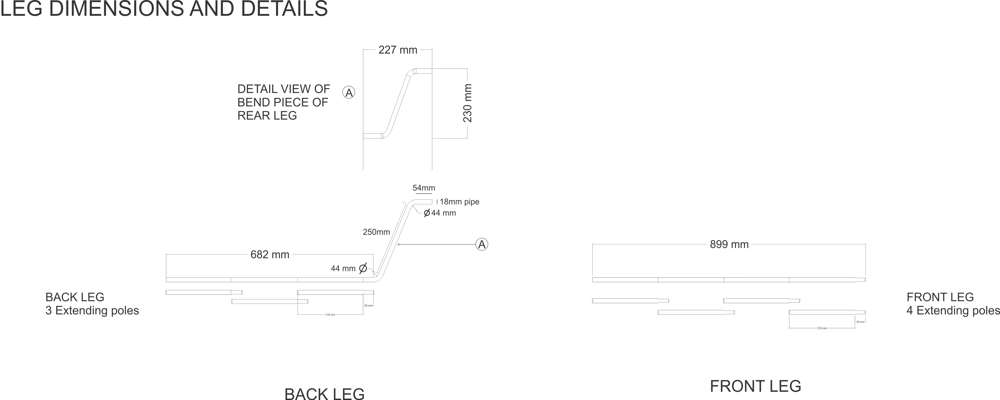 LEG DIMENSIONS AND DETAILS
227 mm
DETAIL VIEW OF
BEND PIECE OF
REAR LEG
A
230 mm
54mm
18mm pipe
Ø 44 mm
250mm
A
682 mm
44 mm Ø
BACK LEG
3 Extending poles
35 mm
216 mm
BACK LEG
899 mm
FRONT LEG
4 Extending poles
35 mm
216 mm
FRONT LEG